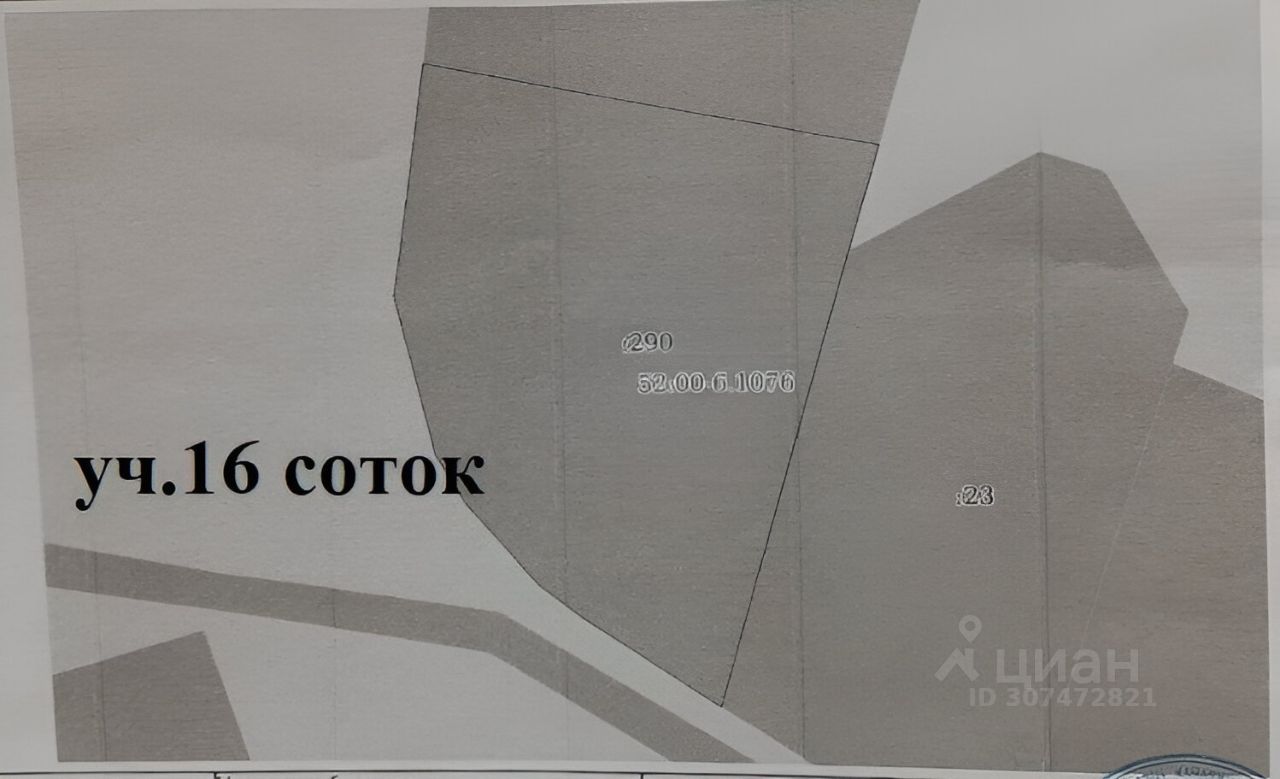 :290
52.00-6.1076
уч.16 соток
:23
циан
ID 307472821